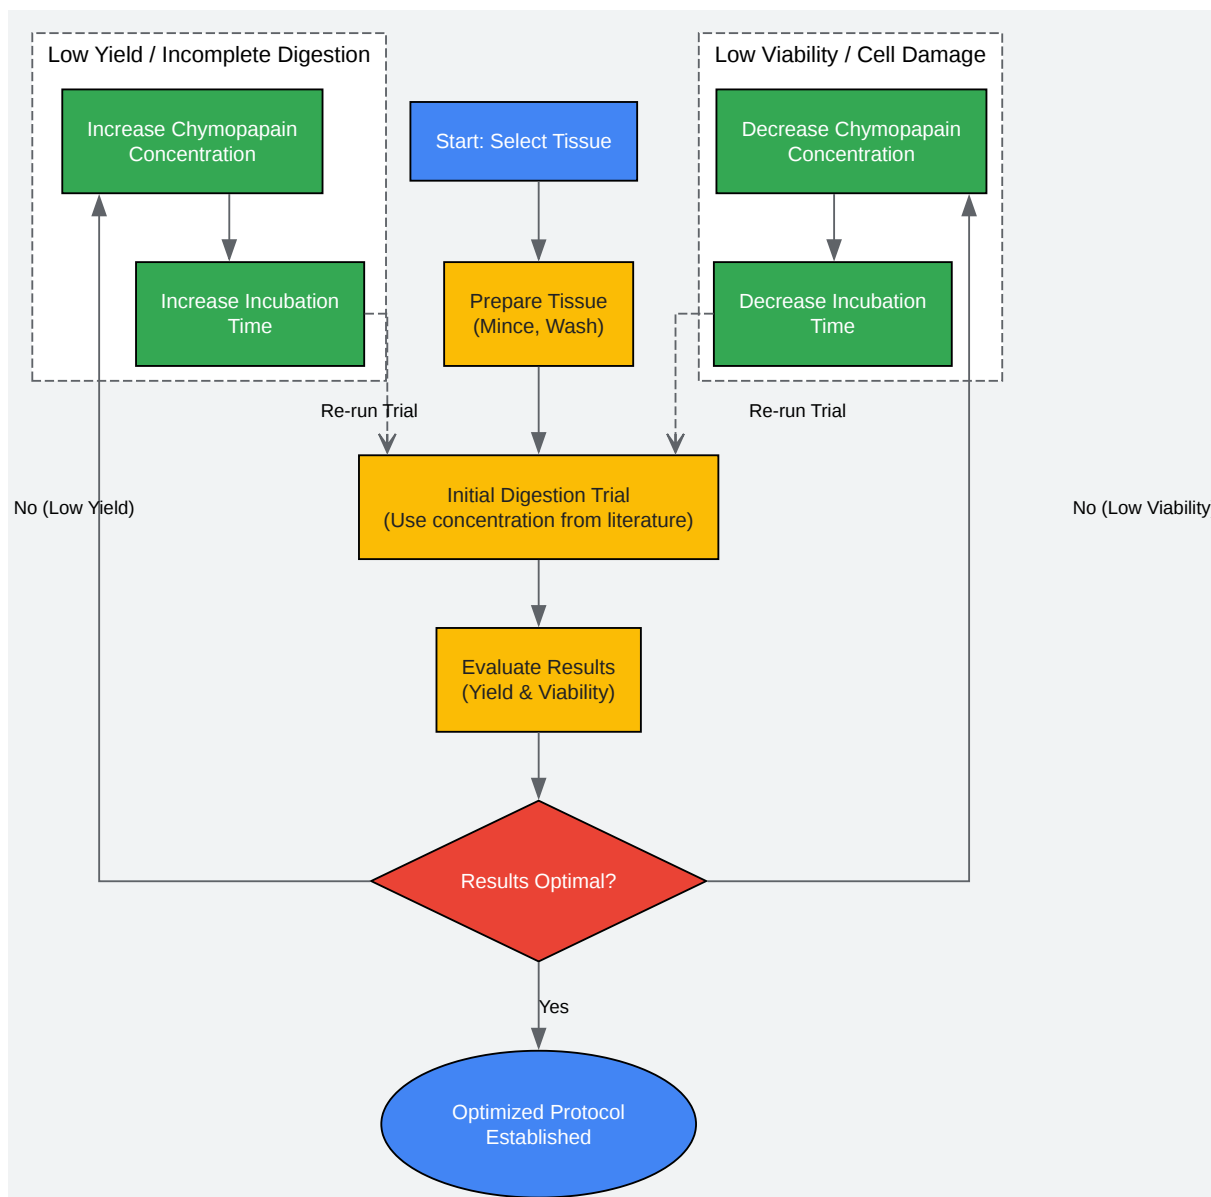 Low Yield / Incomplete Digestion
Low Viability / Cell Damage
Increase Chymopapain
Concentration
Start: Select Tissue
Decrease Chymopapain
Concentration
Increase Incubation
Time
Prepare Tissue
(Mince, Wash)
Decrease Incubation
Time
Re-run Trial
Re-run Trial
Initial Digestion Trial
(Use concentration from literature)
No (Low Yield)
No (Low Viability
Evaluate Results
(Yield & Viability)
Results Optimal?
Yes
Optimized Protocol
Established